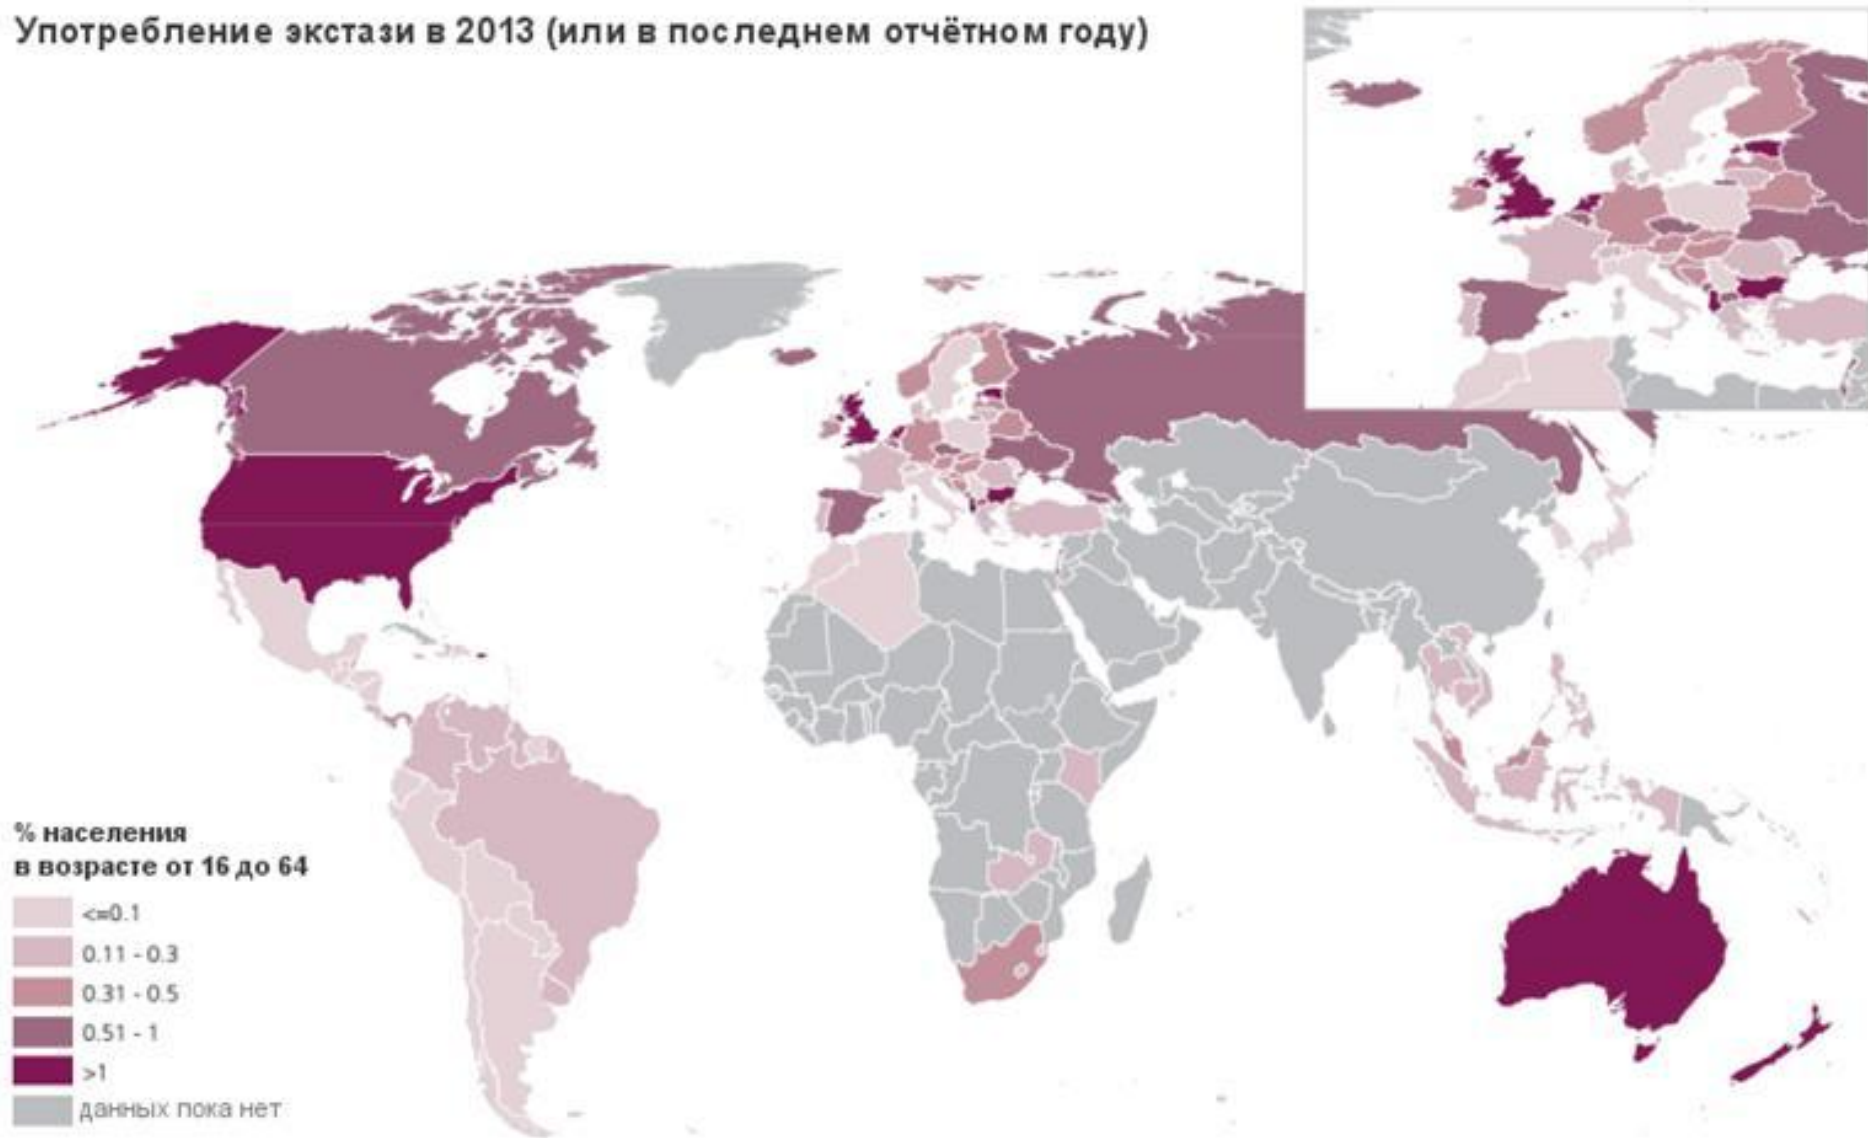 Употребление экстази в 2013 (или в последнем отчётном году)
% населения
в возрасте от 16 до 64
<=0.1
0.11 - 0.3
0.31 - 0.5
0.51 - 1
>1
данных пока нет